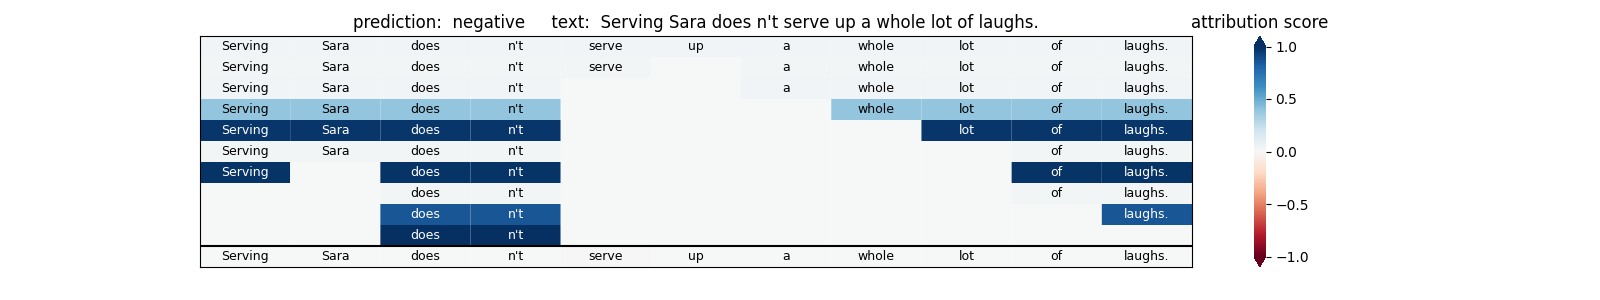 prediction:  negative     text:  Serving Sara does n't serve up a whole lot of laughs.     attribution score
Serving Sara does n't serve up a whole lot of laughs.
Serving Sara does n't serve a whole lot of laughs.
Serving Sara does n't a whole lot of laughs.
Serving Sara does n't whole lot of laughs.
Serving Sara does n't lot of laughs.
Serving Sara does n't of laughs.
Serving does n't of laughs.
does n't of laughs.
does n't laughs.
does n't
Serving Sara does n't serve up a whole lot of laughs.
1.0
0.5
0.0
−0.5
−1.0